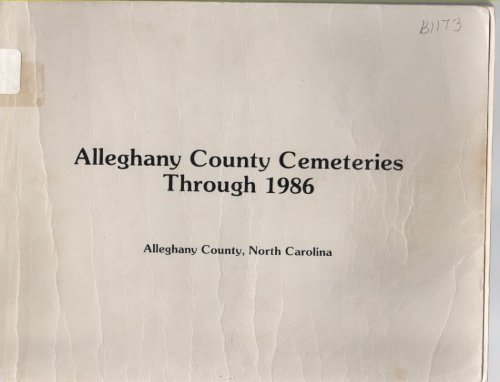 B1173
Alleghany County Cemeteries
Through 1986
Alleghany County, North Carolina